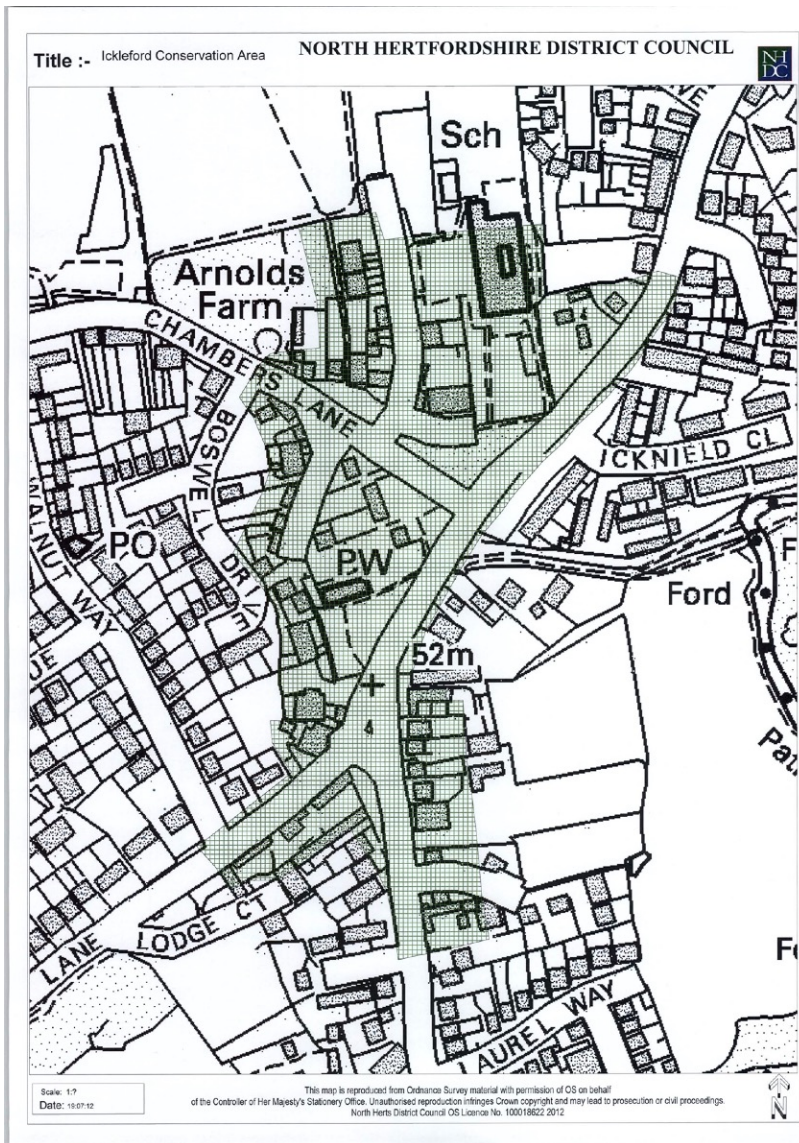 Title :- Ickleford Conservation Area
NORTH HERTFORDSHIRE DISTRICT COUNCIL
NH
DC
Sch
Arnolds
Farm
CHAMBERS LANE
BOSWELL DRIVE
ICKNIELD CL
WALNUT WAY
PO
P.W
Ford
52m
4
LODGE CT
LANE
LAUREL WAY
Scale: 1:?
Date: 19:07:12
This map is reproduced from Ordnance Survey material with permission of OS on behalf
of the Controller of Her Majesty's Stationery Office. Unauthorised reproduction infringes Crown copyright and may lead to prosecution or civil proceedings.
North Herts District Council OS Licence No. 100018622 2012
N